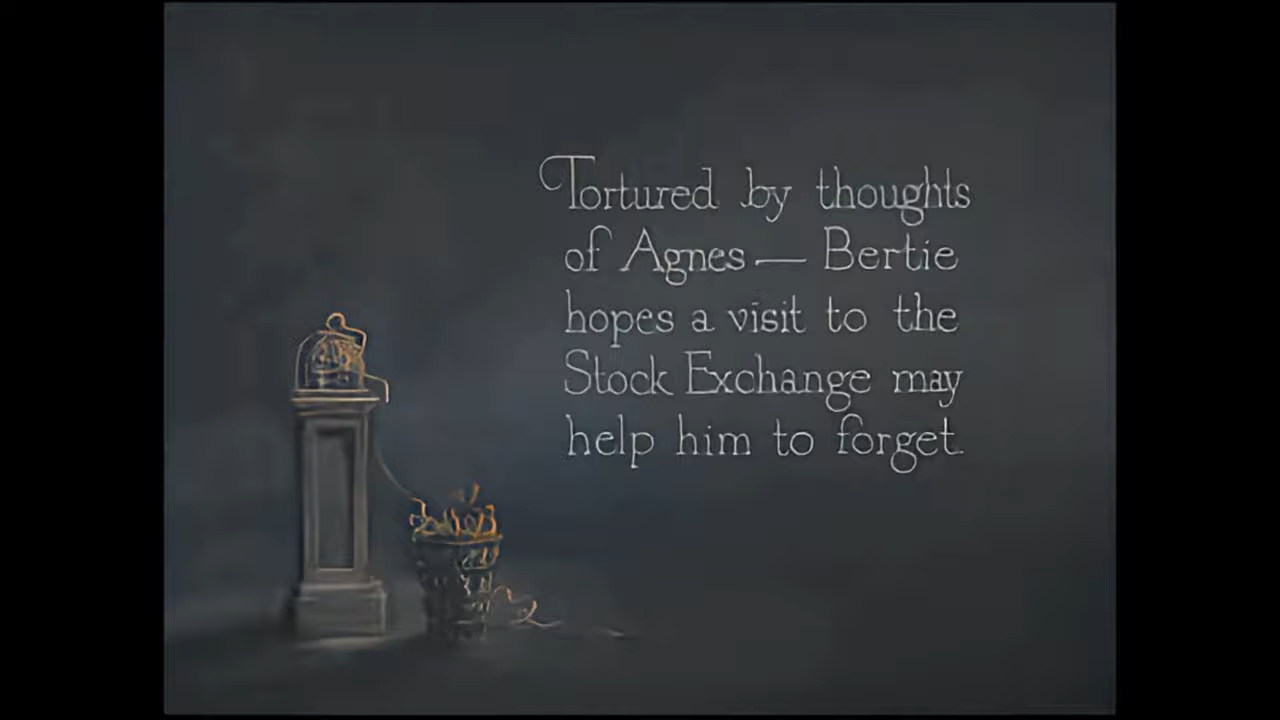 Tortured by thoughts
of Agnes — Bertie
hopes a visit to the
Stock Exchange may
help him to forget.